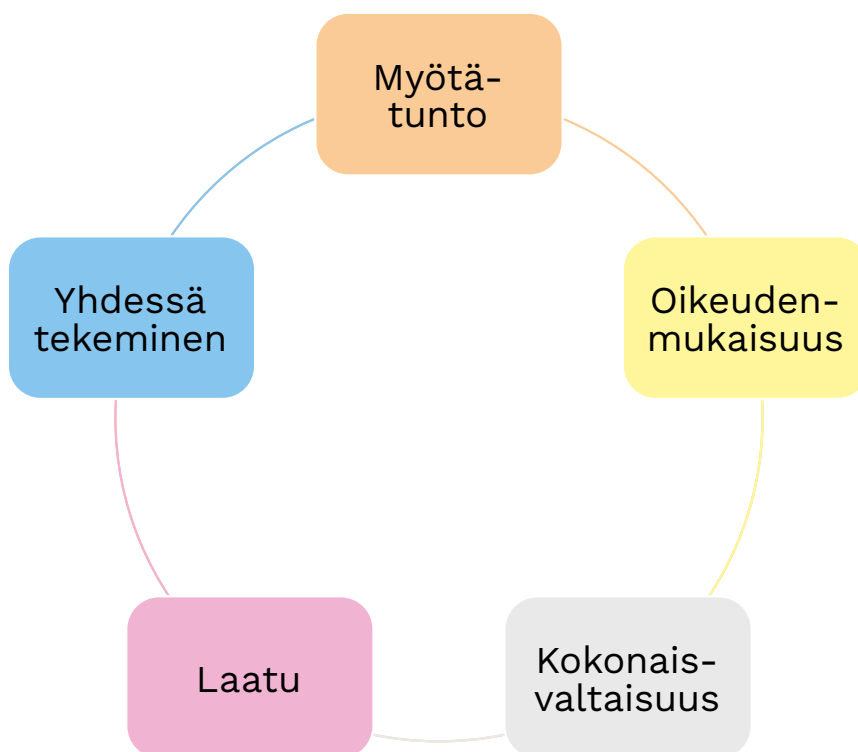 Myötä-
tunto
Yhdessä
tekeminen
Oikeuden-
mukaisuus
Laatu
Kokonais-
valtaisuus